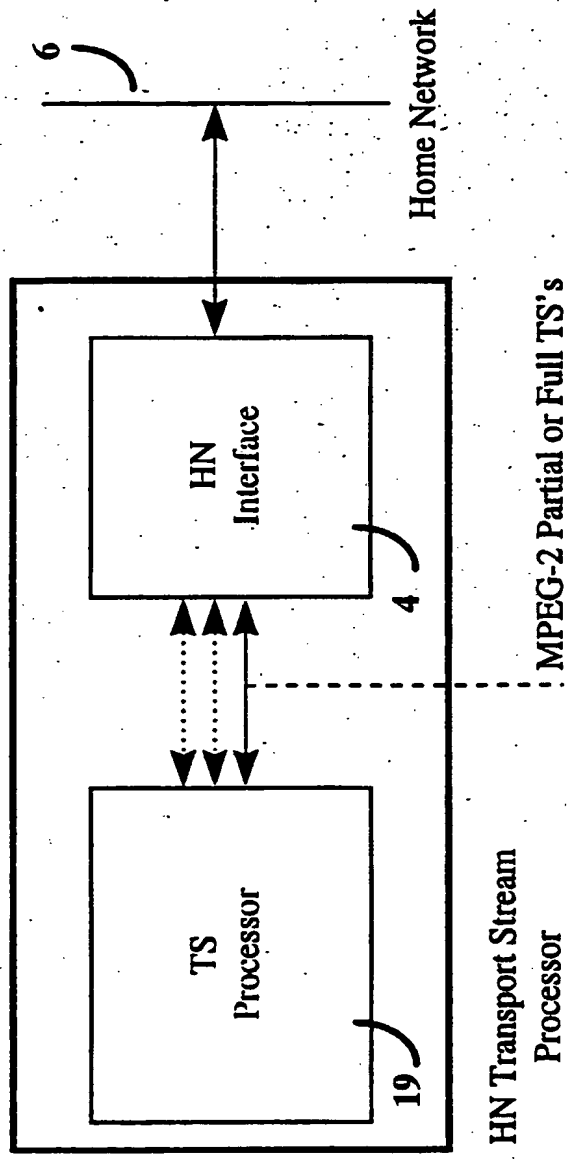 6
Home Network
HN
Interface
4
MPEG-2 Partial or Full TS's
TS
Processor
19
HN Transport Stream
Processor